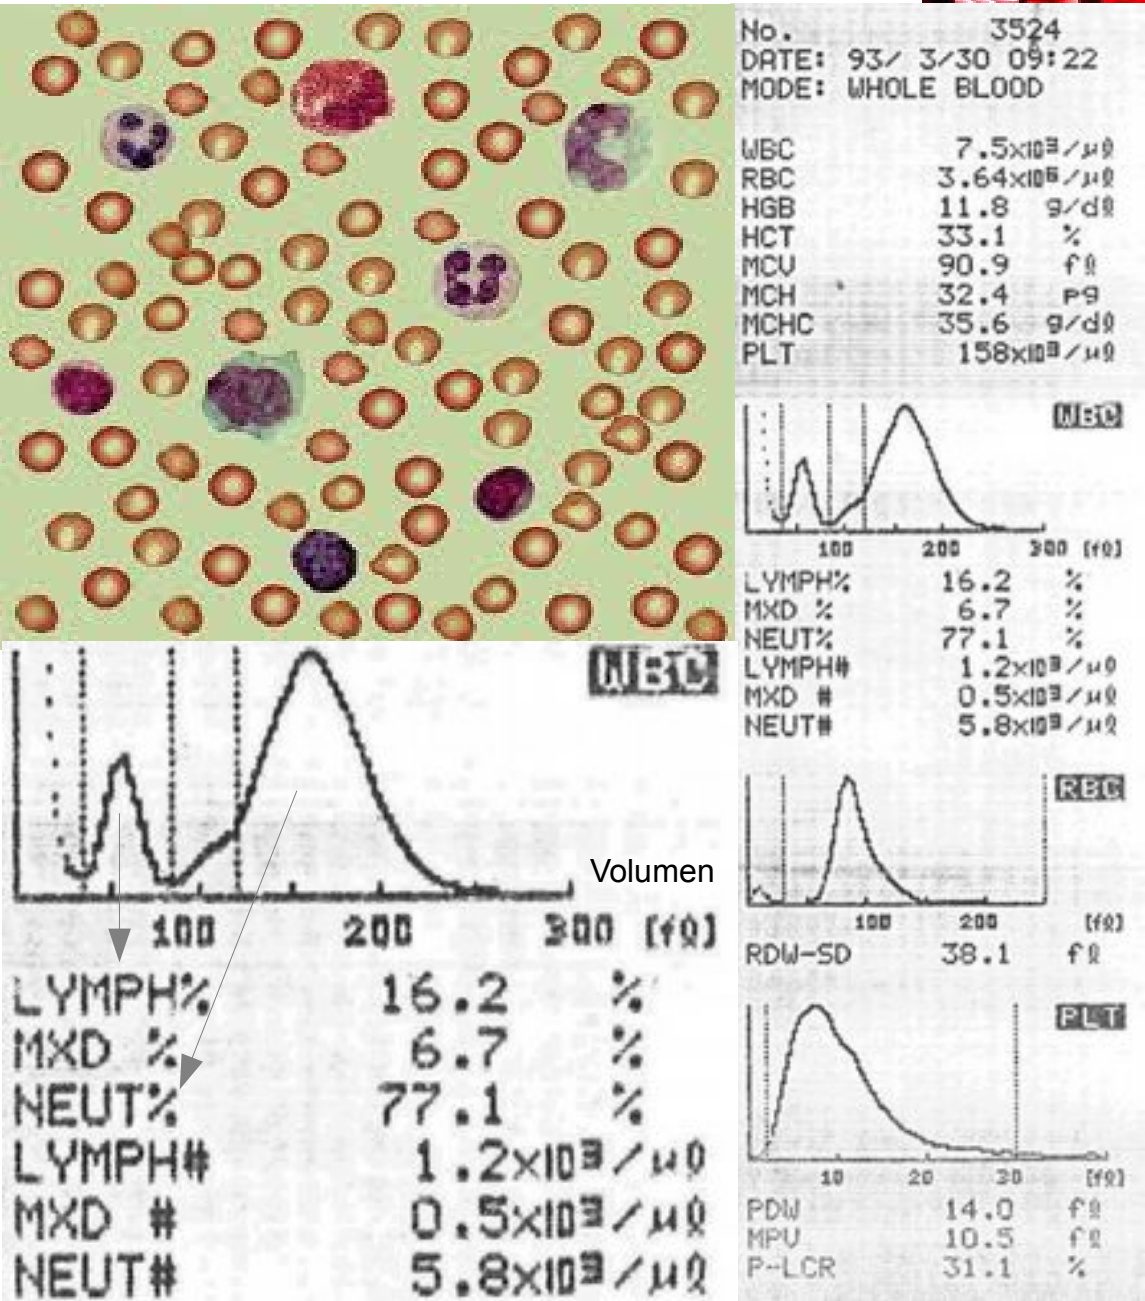 No. 3524
DATE: 93/ 3/30 09:22
MODE: WHOLE BLOOD
WBC 7.5x10³/µℓ
RBC 3.64x10⁶/µℓ
HGB 11.8 g/dℓ
HCT 33.1 %
MCV 90.9 fℓ
MCH 32.4 pg
MCHC 35.6 g/dℓ
PLT 158x10³/µℓ
WBC
100 200 300 [fℓ]
LYMPH% 16.2 %
MXD % 6.7 %
NEUT% 77.1 %
LYMPH# 1.2x10³/µℓ
MXD # 0.5x10³/µℓ
NEUT# 5.8x10³/µℓ
RBC
100 200 [fℓ]
RDW-SD 38.1 fℓ
PLT
10 20 30 [fℓ]
PDW 14.0 fℓ
MPV 10.5 fℓ
P-LCR 31.1 %
WBC
Volumen
100 200 300 [fℓ]
LYMPH% 16.2 %
MXD % 6.7 %
NEUT% 77.1 %
LYMPH# 1.2x10³/µℓ
MXD # 0.5x10³/µℓ
NEUT# 5.8x10³/µℓ